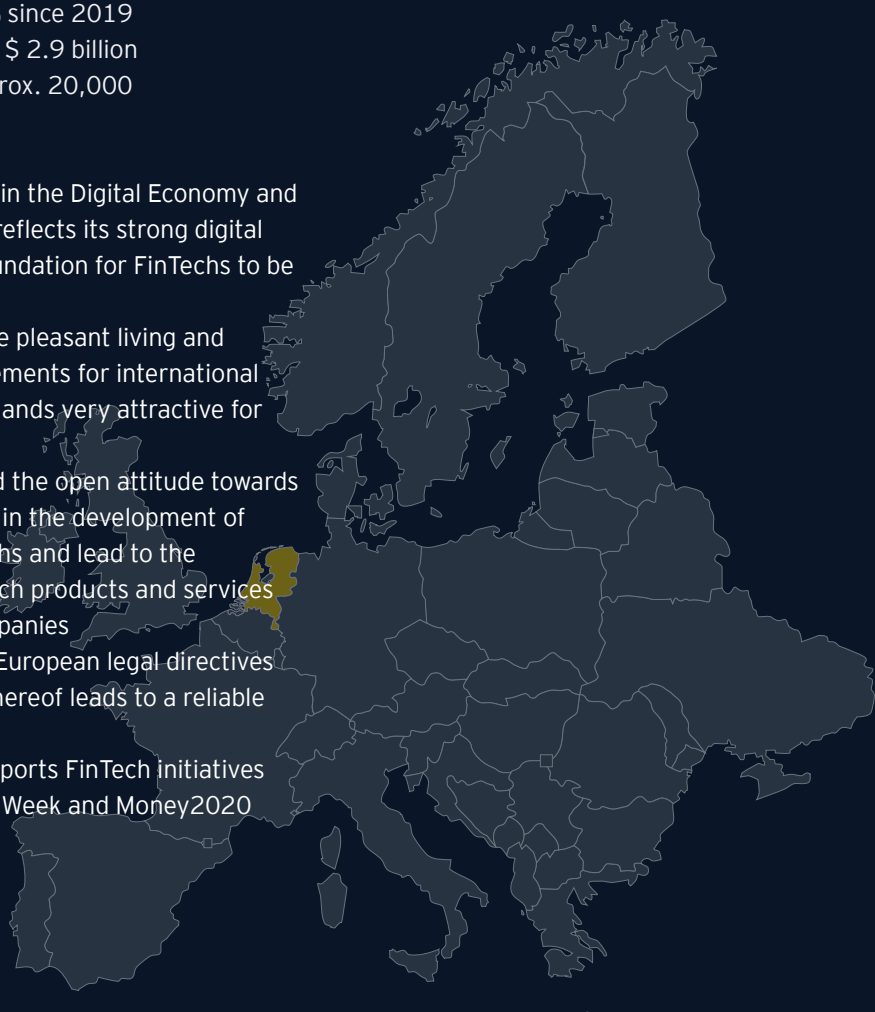 since 2019
$ 2.9 billion
rox. 20,000
in the Digital Economy and
reflects its strong digital
undation for FinTechs to be
e pleasant living and
ements for international
ands very attractive for
d the open attitude towards
in the development of
hs and lead to the
ch products and services
panies
European legal directives
hereof leads to a reliable
ports FinTech initiatives
Week and Money2020